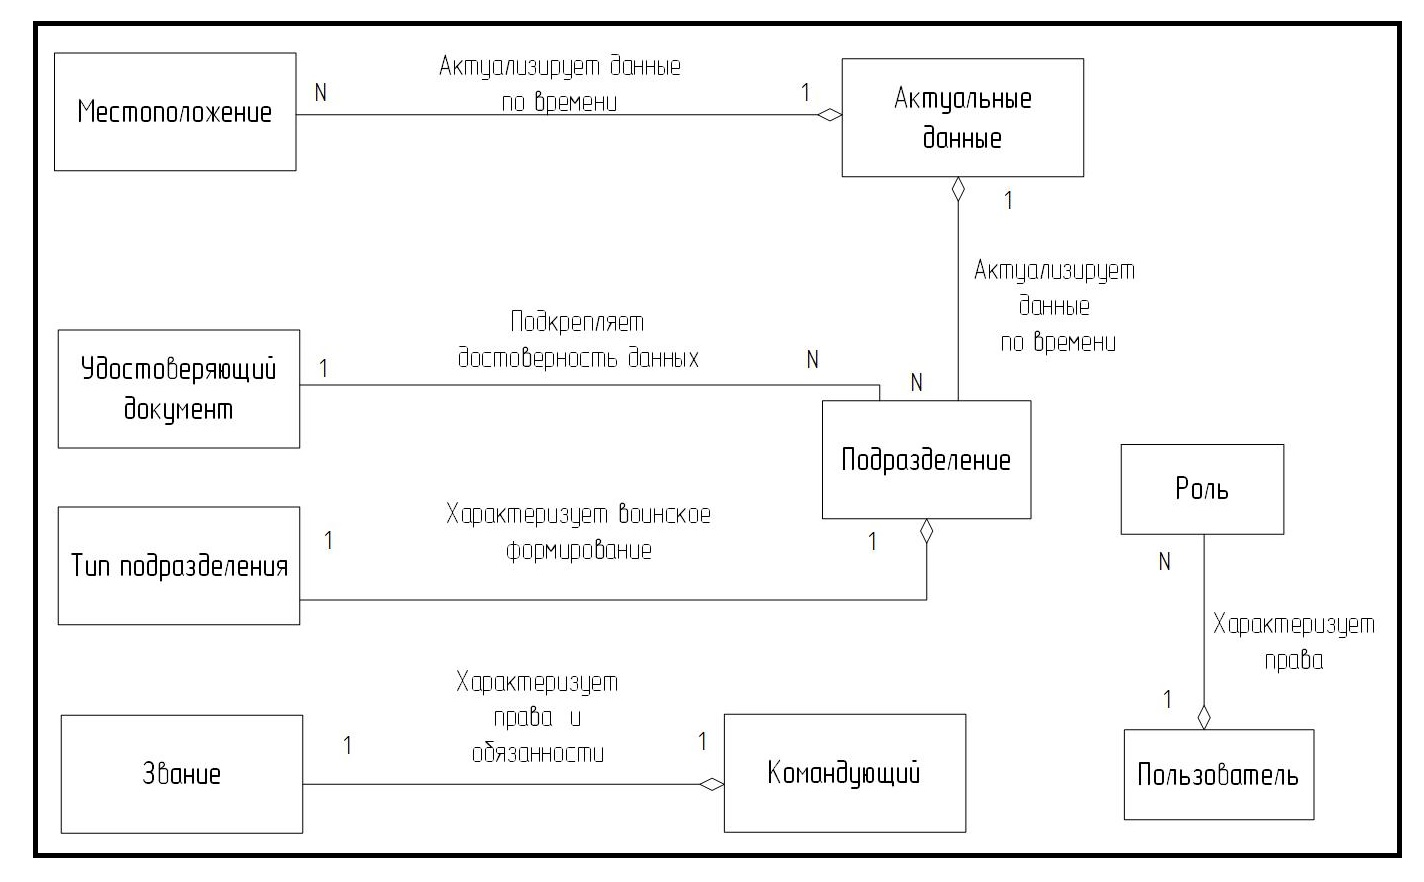 Местоположение
N
Актуализирует данные
по времени
1
Актуальные
данные
1
Актуализирует
данные
по времени
N
Удостоверяющий
документ
1
Подкрепляет
достоверность данных
N
Подразделение
Тип подразделения
1
Характеризует воинское
формирование
1
Роль
N
Характеризует
права
1
Пользователь
Звание
1
Характеризует
права и
обязанности
1
Командующий